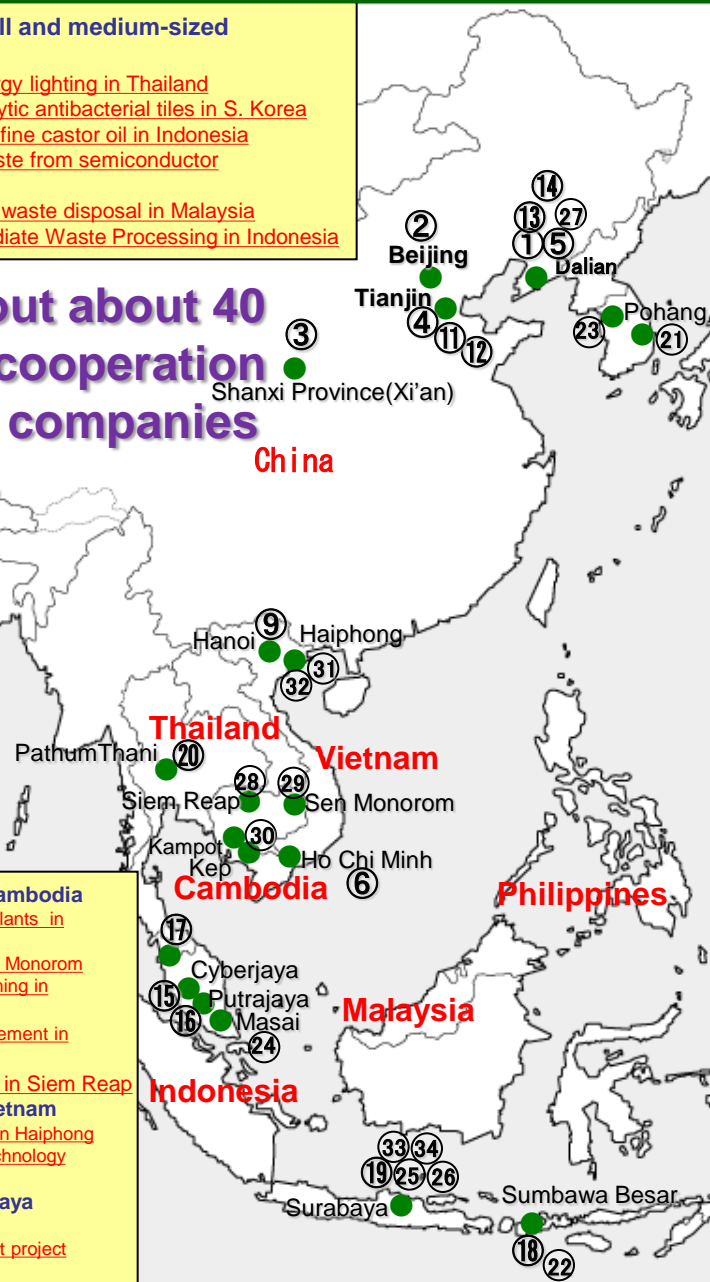 ll and medium-sized
rgy lighting in Thailand
ytic antibacterial tiles in S. Korea
fine castor oil in Indonesia
ste from semiconductor
waste disposal in Malaysia
diate Waste Processing in Indonesia
out about 40
cooperation
companies
⑭
⑬ ㉗
② ① ⑤
Beijing
Dalian
Tianjin
④ ⑪ ⑫
Pohang
㉓ ㉑
③
Shanxi Province(Xi'an)
China
⑨
Hanoi Haiphong
㉛
㉜
Thailand
PathumThani ⑳
Vietnam
㉘ ㉙
Siem Reap Sen Monorom
㉚
Kampot
Kep
Ho Chi Minh
⑥
Cambodia
Philippines
ambodia
lants in
Monorom
ning in
ement in
in Siem Reap
etnam
n Haiphong
chnology
aya
t project
⑰
Cyberjaya
⑮ Putrajaya
⑯ Masai
㉔
Malaysia
Indonesia
㉝ ㉞
⑲ ㉕ ㉖
Surabaya
Sumbawa Besar
⑱
㉒